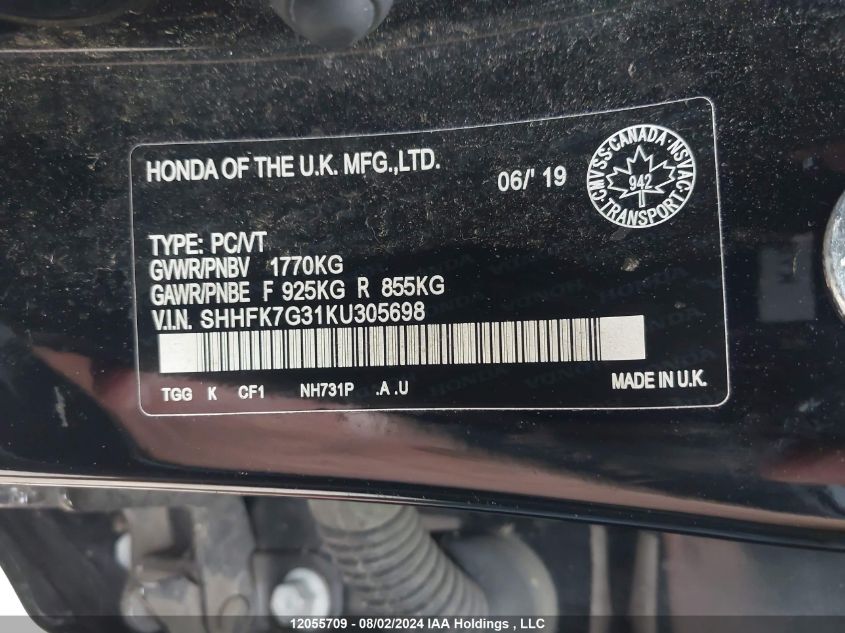 HONDA OF THE U.K. MFG.,LTD.
06/' 19
CMVSS-CANADA-NSVAC
942
TRANSPORT
TYPE: PC/VT
GVWR/PNBV 1770KG
GAWR/PNBE F 925KG R 855KG
V.I.N. SHHFK7G31KU305698
TGG K CF1 NH731P .A .U
MADE IN U.K.
12055709 - 08/02/2024 IAA Holdings , LLC